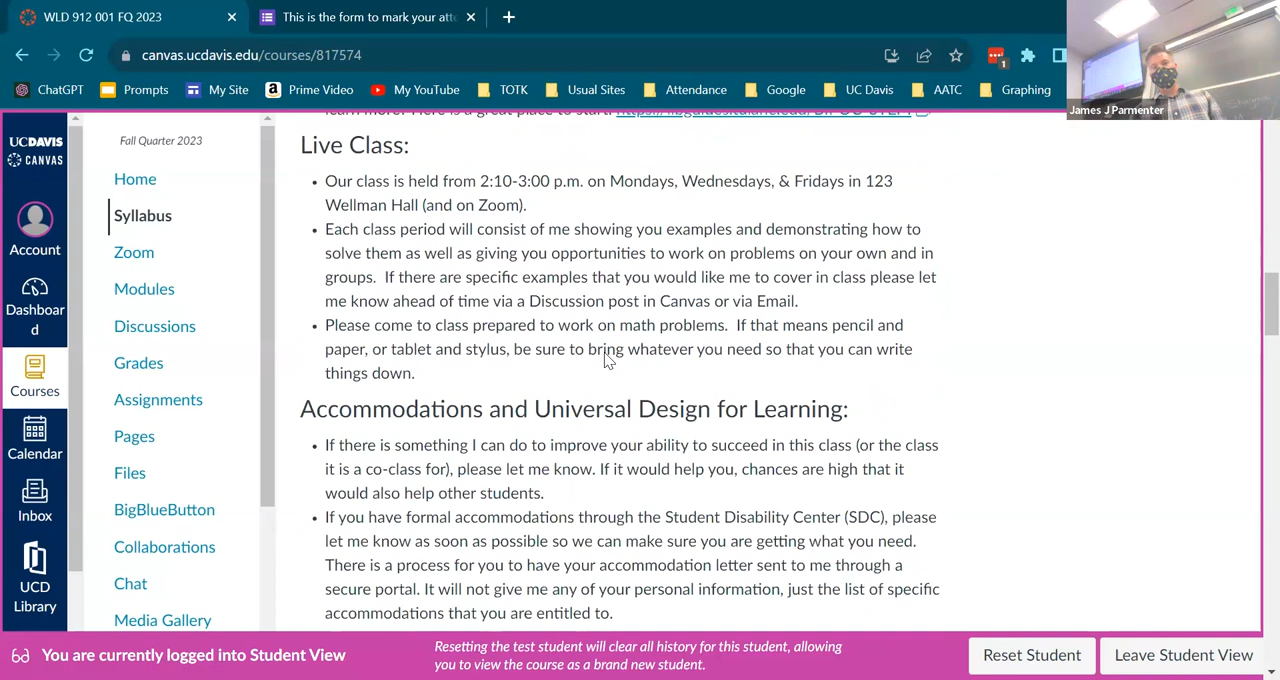 WLD 912 001 FQ 2023
This is the form to mark your atte
canvas.ucdavis.edu/courses/817574
1
ChatGPT
Prompts
My Site
Prime Video
My YouTube
TOTK
Usual Sites
Attendance
Google
UC Davis
AATC
Graphing
James J Parmenter
UCDAVIS
CANVAS
Account
Dashboar
d
Courses
Calendar
Inbox
UCD
Library
Fall Quarter 2023
Home
Syllabus
Zoom
Modules
Discussions
Grades
Assignments
Pages
Files
BigBlueButton
Collaborations
Chat
Media Gallery
Live Class:
• Our class is held from 2:10-3:00 p.m. on Mondays, Wednesdays, & Fridays in 123
Wellman Hall (and on Zoom).
• Each class period will consist of me showing you examples and demonstrating how to
solve them as well as giving you opportunities to work on problems on your own and in
groups. If there are specific examples that you would like me to cover in class please let
me know ahead of time via a Discussion post in Canvas or via Email.
• Please come to class prepared to work on math problems. If that means pencil and
paper, or tablet and stylus, be sure to bring whatever you need so that you can write
things down.
Accommodations and Universal Design for Learning:
• If there is something I can do to improve your ability to succeed in this class (or the class
it is a co-class for), please let me know. If it would help you, chances are high that it
would also help other students.
• If you have formal accommodations through the Student Disability Center (SDC), please
let me know as soon as possible so we can make sure you are getting what you need.
There is a process for you to have your accommodation letter sent to me through a
secure portal. It will not give me any of your personal information, just the list of specific
accommodations that you are entitled to.
You are currently logged into Student View
Resetting the test student will clear all history for this student, allowing
you to view the course as a brand new student.
Reset Student
Leave Student View